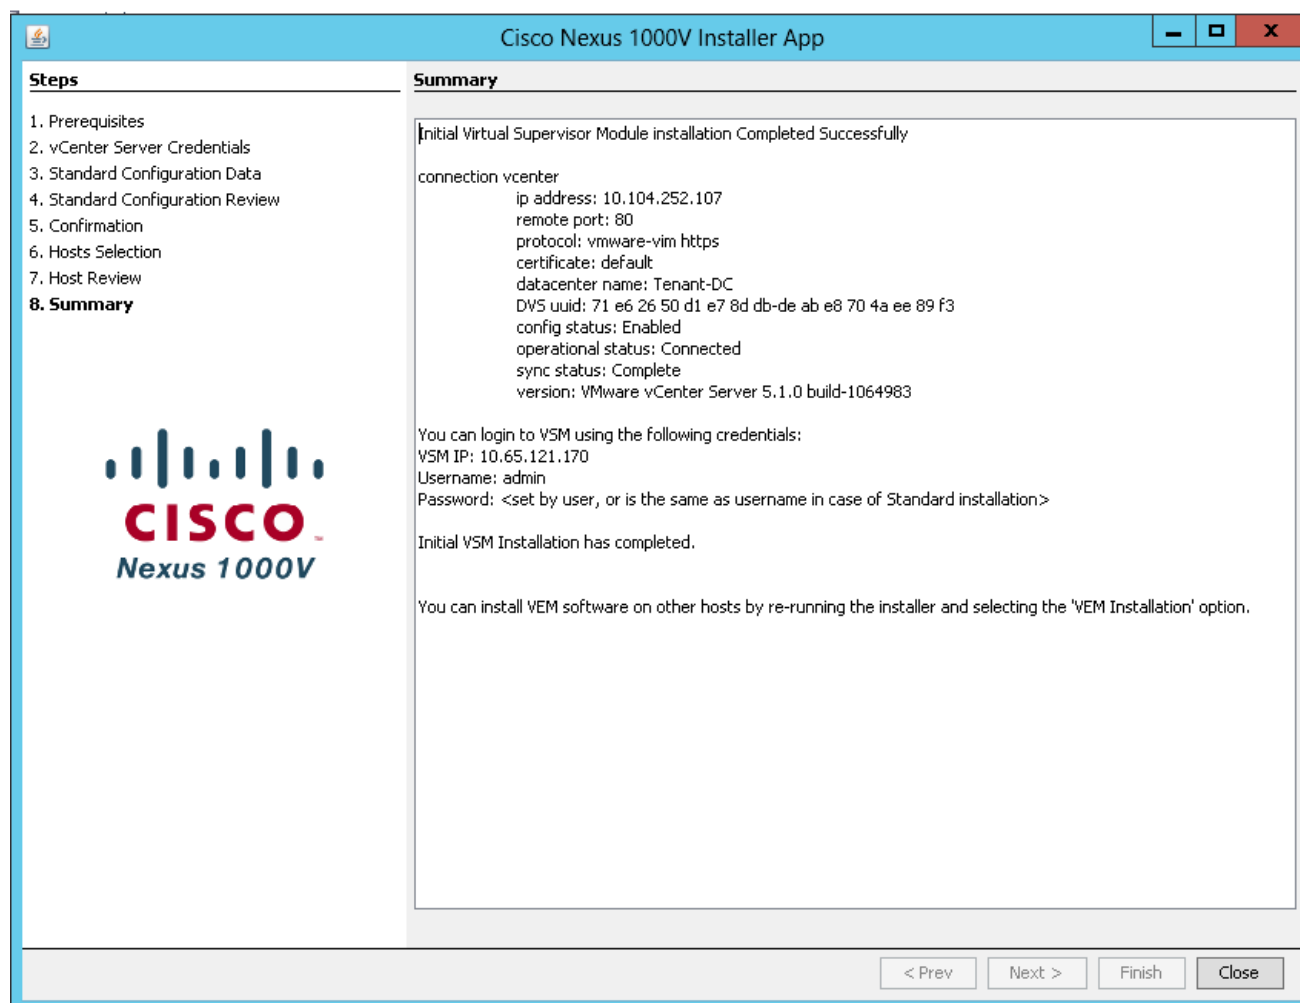 Cisco Nexus 1000V Installer App
Steps
1. Prerequisites
2. vCenter Server Credentials
3. Standard Configuration Data
4. Standard Configuration Review
5. Confirmation
6. Hosts Selection
7. Host Review
8. Summary
CISCO
Nexus 1000V
Summary
Initial Virtual Supervisor Module installation Completed Successfully
connection vcenter
ip address: 10.104.252.107
remote port: 80
protocol: vmware-vim https
certificate: default
datacenter name: Tenant-DC
DVS uuid: 71 e6 26 50 d1 e7 8d db-de ab e8 70 4a ee 89 f3
config status: Enabled
operational status: Connected
sync status: Complete
version: VMware vCenter Server 5.1.0 build-1064983
You can login to VSM using the following credentials:
VSM IP: 10.65.121.170
Username: admin
Password: <set by user, or is the same as username in case of Standard installation>
Initial VSM Installation has completed.
You can install VEM software on other hosts by re-running the installer and selecting the 'VEM Installation' option.
< Prev
Next >
Finish
Close